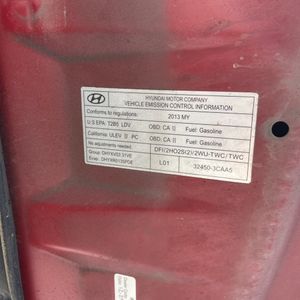 HYUNDAI MOTOR COMPANY
VEHICLE EMISSION CONTROL INFORMATION
Conforms to regulations: 2013 MY
U.S EPA: T2B5 LDV OBD: CA II Fuel: Gasoline
California: ULEV II PC OBD: CA II Fuel: Gasoline
No adjustments needed.
DFI/2HO2S(2)/2WU-TWC/TWC
Group:
Evap:
L01 32450-3CAA5